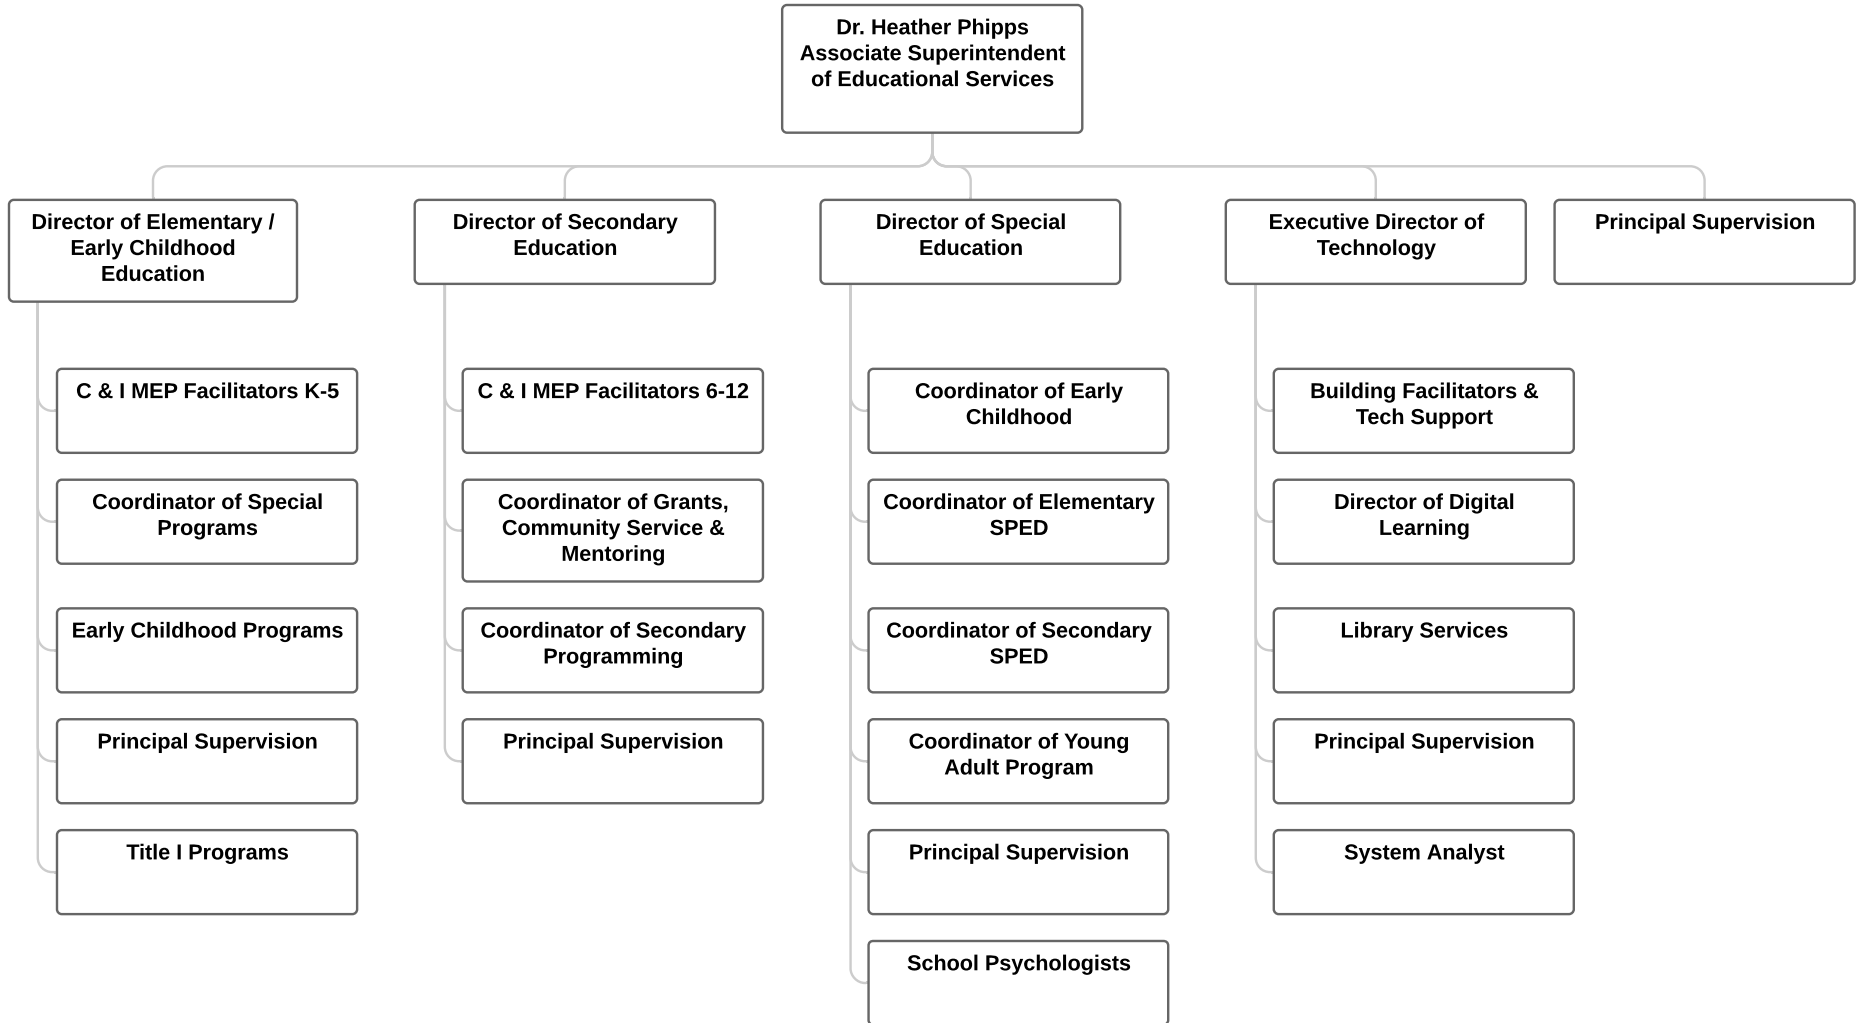 Dr. Heather Phipps
Associate Superintendent
of Educational Services
Director of Elementary /
Early Childhood
Education
Director of Secondary
Education
Director of Special
Education
Executive Director of
Technology
Principal Supervision
C & I MEP Facilitators K-5
Coordinator of Special
Programs
Early Childhood Programs
Principal Supervision
Title I Programs
C & I MEP Facilitators 6-12
Coordinator of Grants,
Community Service &
Mentoring
Coordinator of Secondary
Programming
Principal Supervision
Coordinator of Early
Childhood
Coordinator of Elementary
SPED
Coordinator of Secondary
SPED
Coordinator of Young
Adult Program
Principal Supervision
School Psychologists
Building Facilitators &
Tech Support
Director of Digital
Learning
Library Services
Principal Supervision
System Analyst